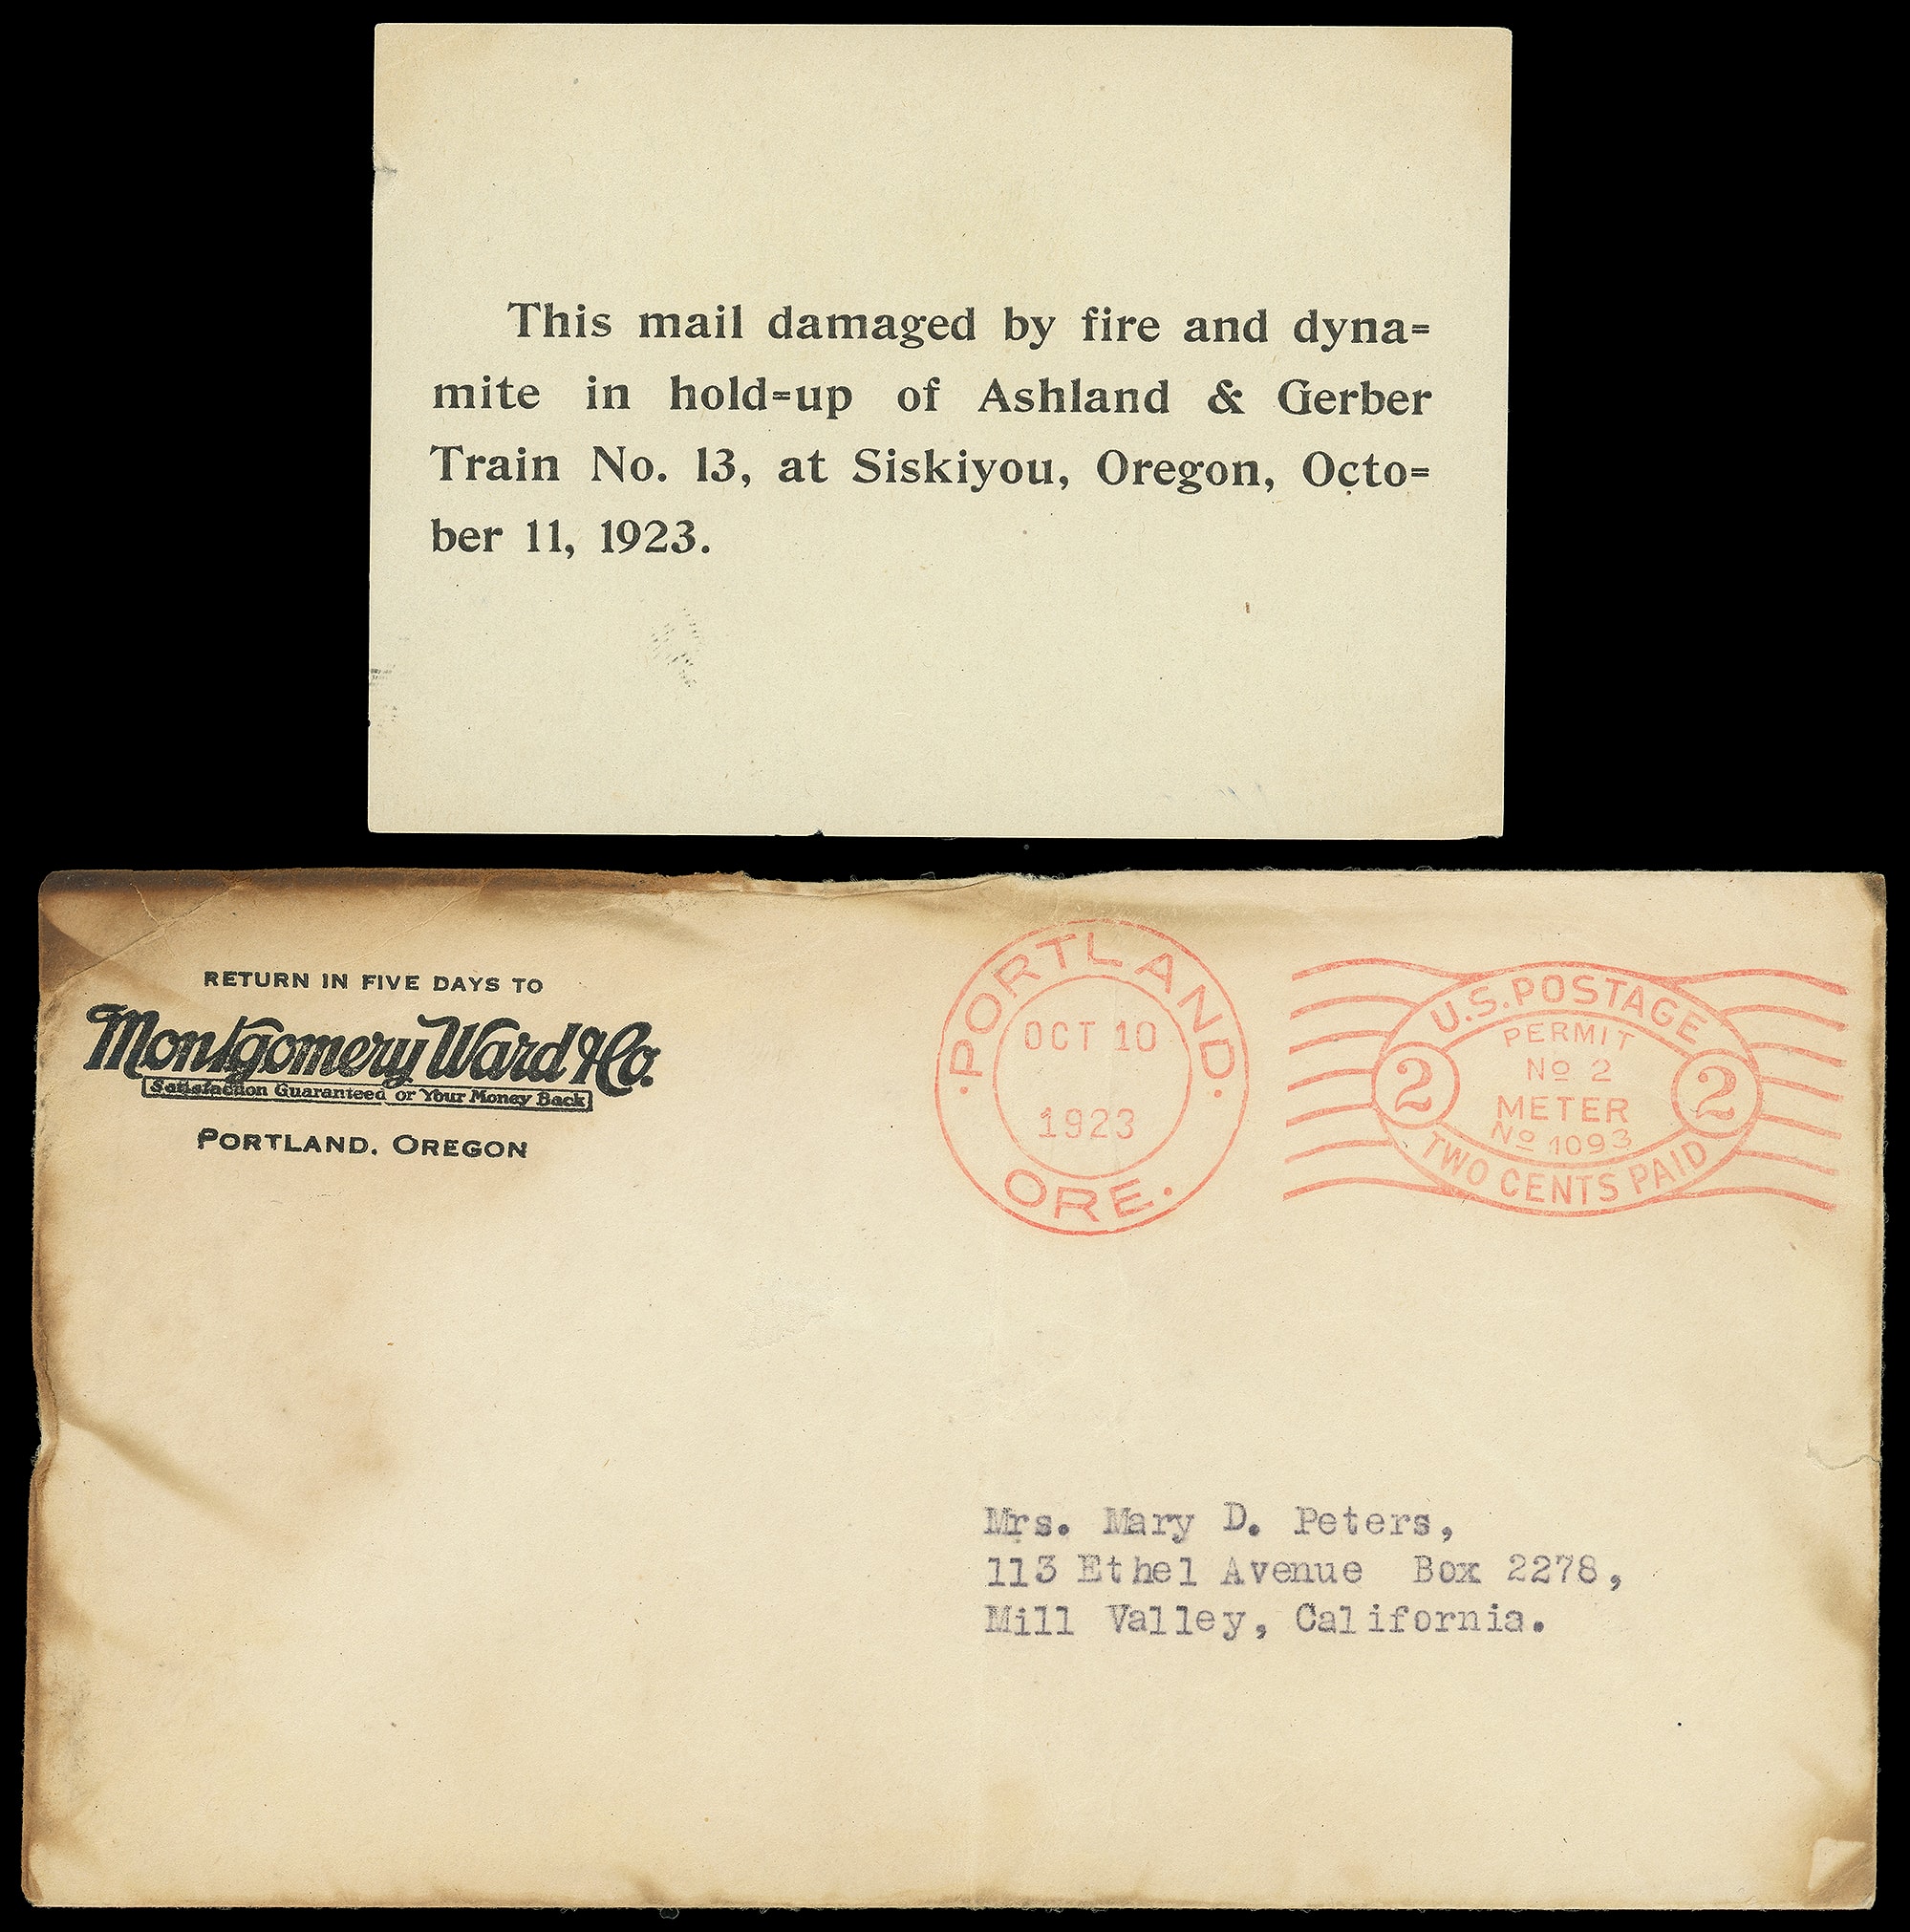 This mail damaged by fire and dyna=
mite in hold=up of Ashland & Gerber
Train No. 13, at Siskiyou, Oregon, Octo=
ber 11, 1923.
RETURN IN FIVE DAYS TO
Montgomery Ward & Co.
Satisfaction Guaranteed or Your Money Back
PORTLAND, OREGON
PORTLAND
OCT 10
1923
ORE.
U.S. POSTAGE
PERMIT
No 2
2 2
METER
No 1093
TWO CENTS PAID
Mrs. Mary D. Peters,
113 Ethel Avenue Box 2278,
Mill Valley, California.